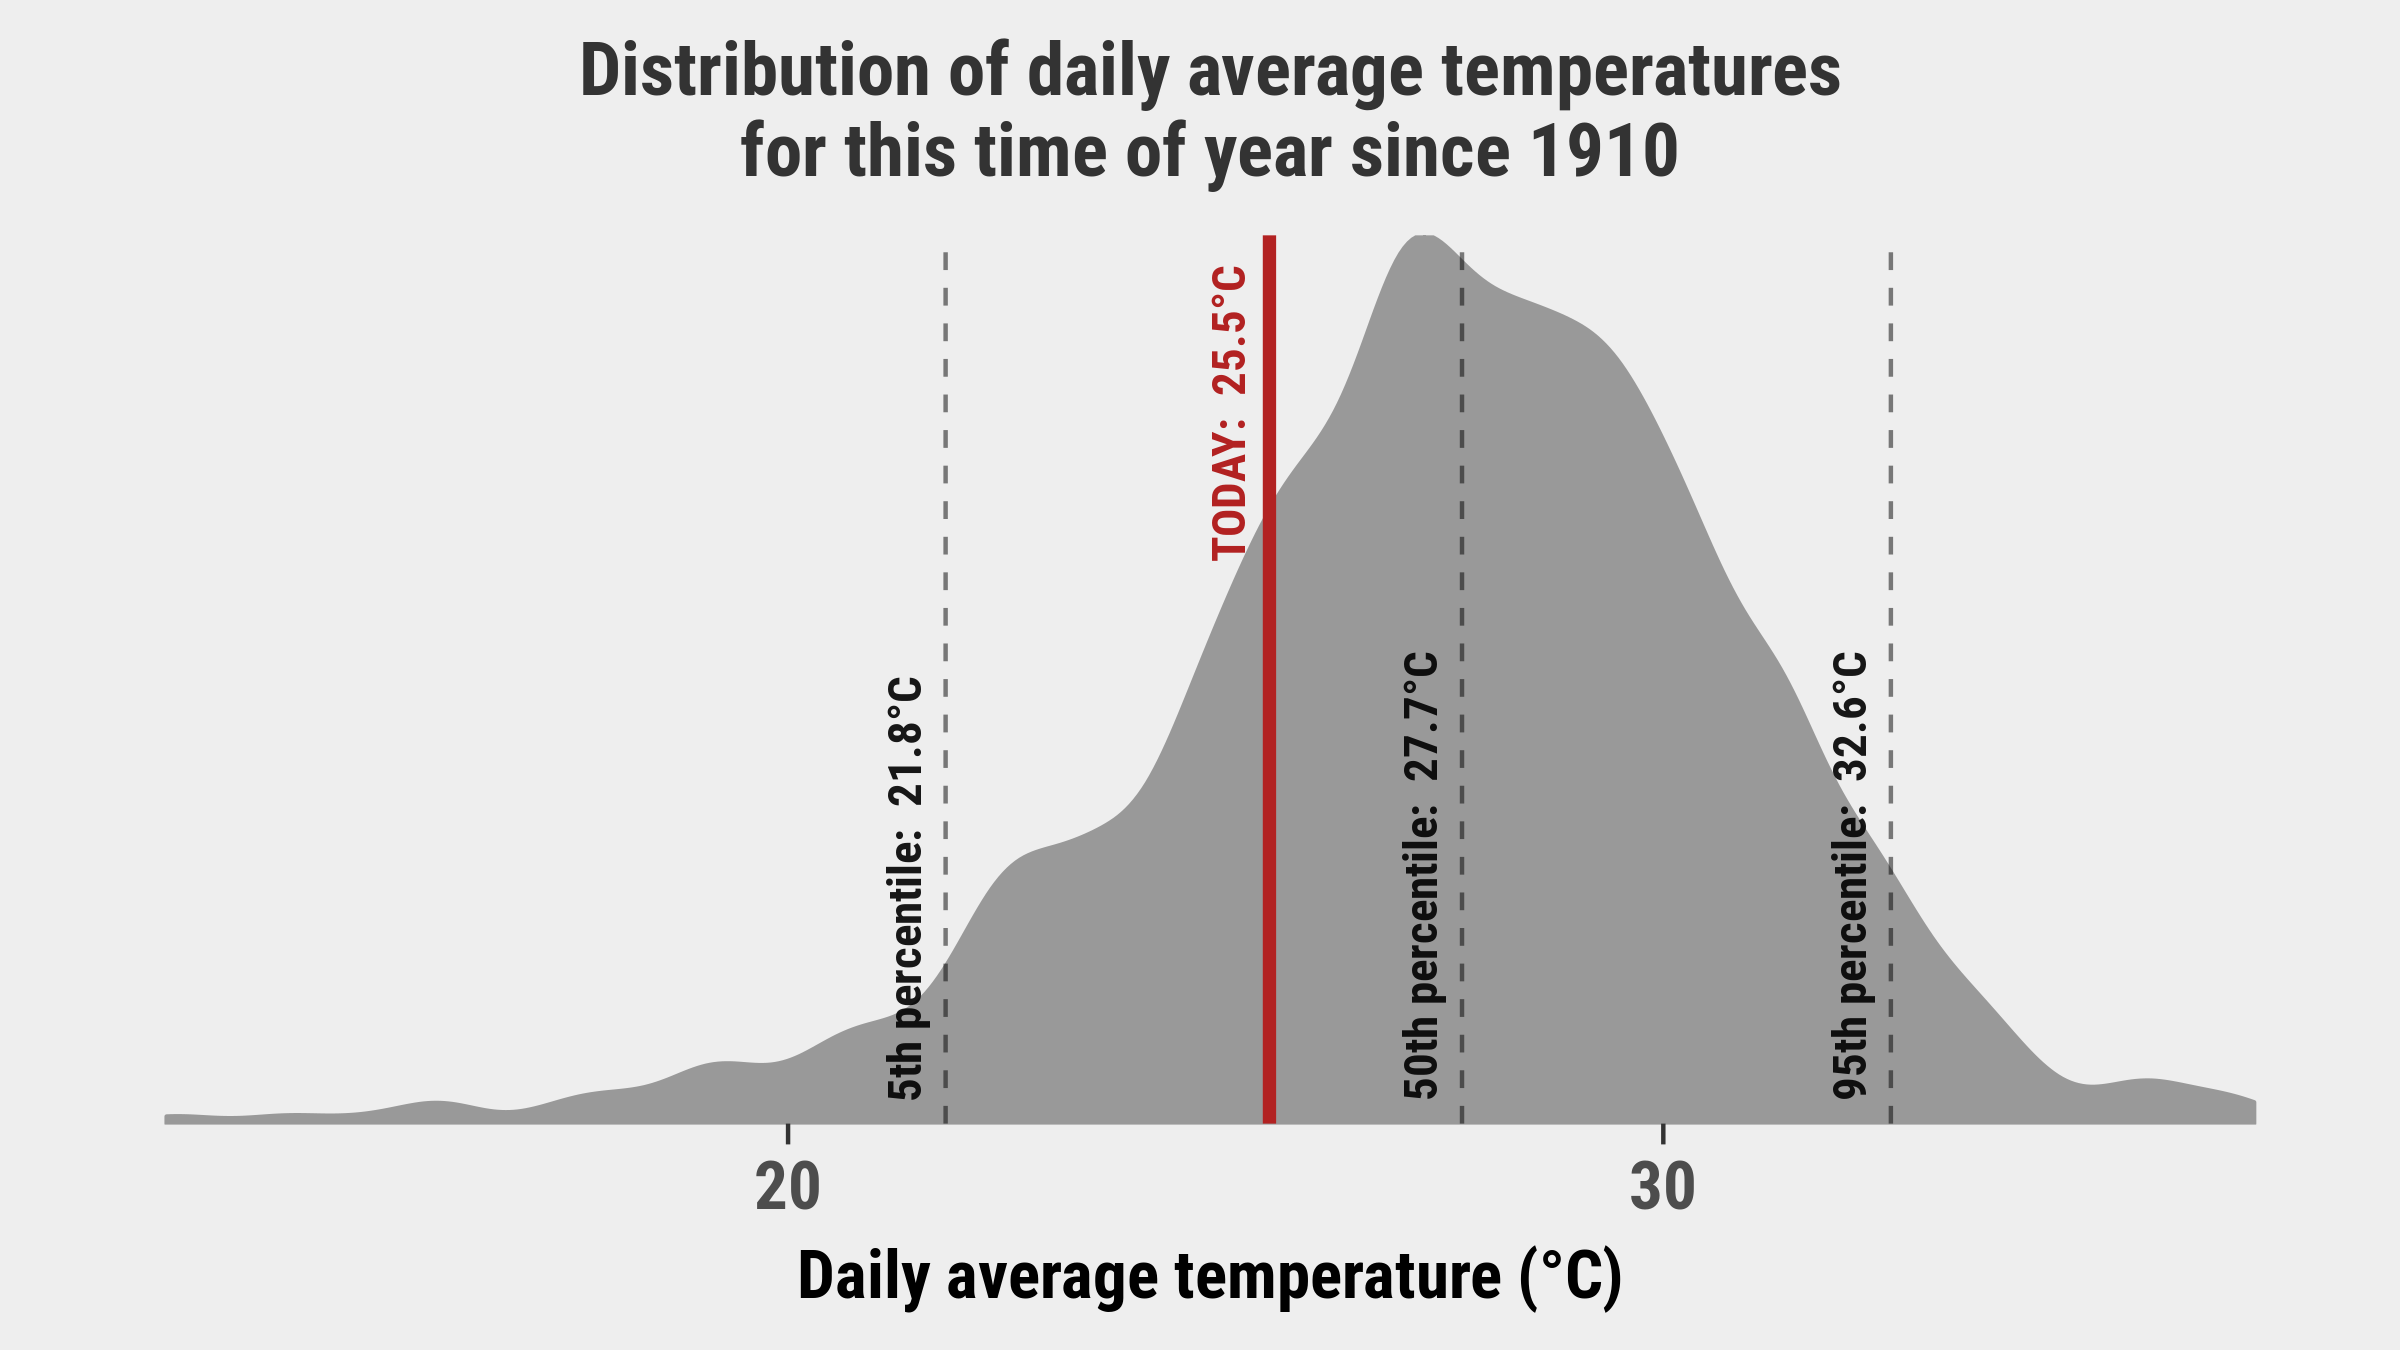 Distribution of daily average temperatures
for this time of year since 1910
TODAY: 25.5°C
5th percentile: 21.8°C
50th percentile: 27.7°C
95th percentile: 32.6°C
20
30
Daily average temperature (°C)